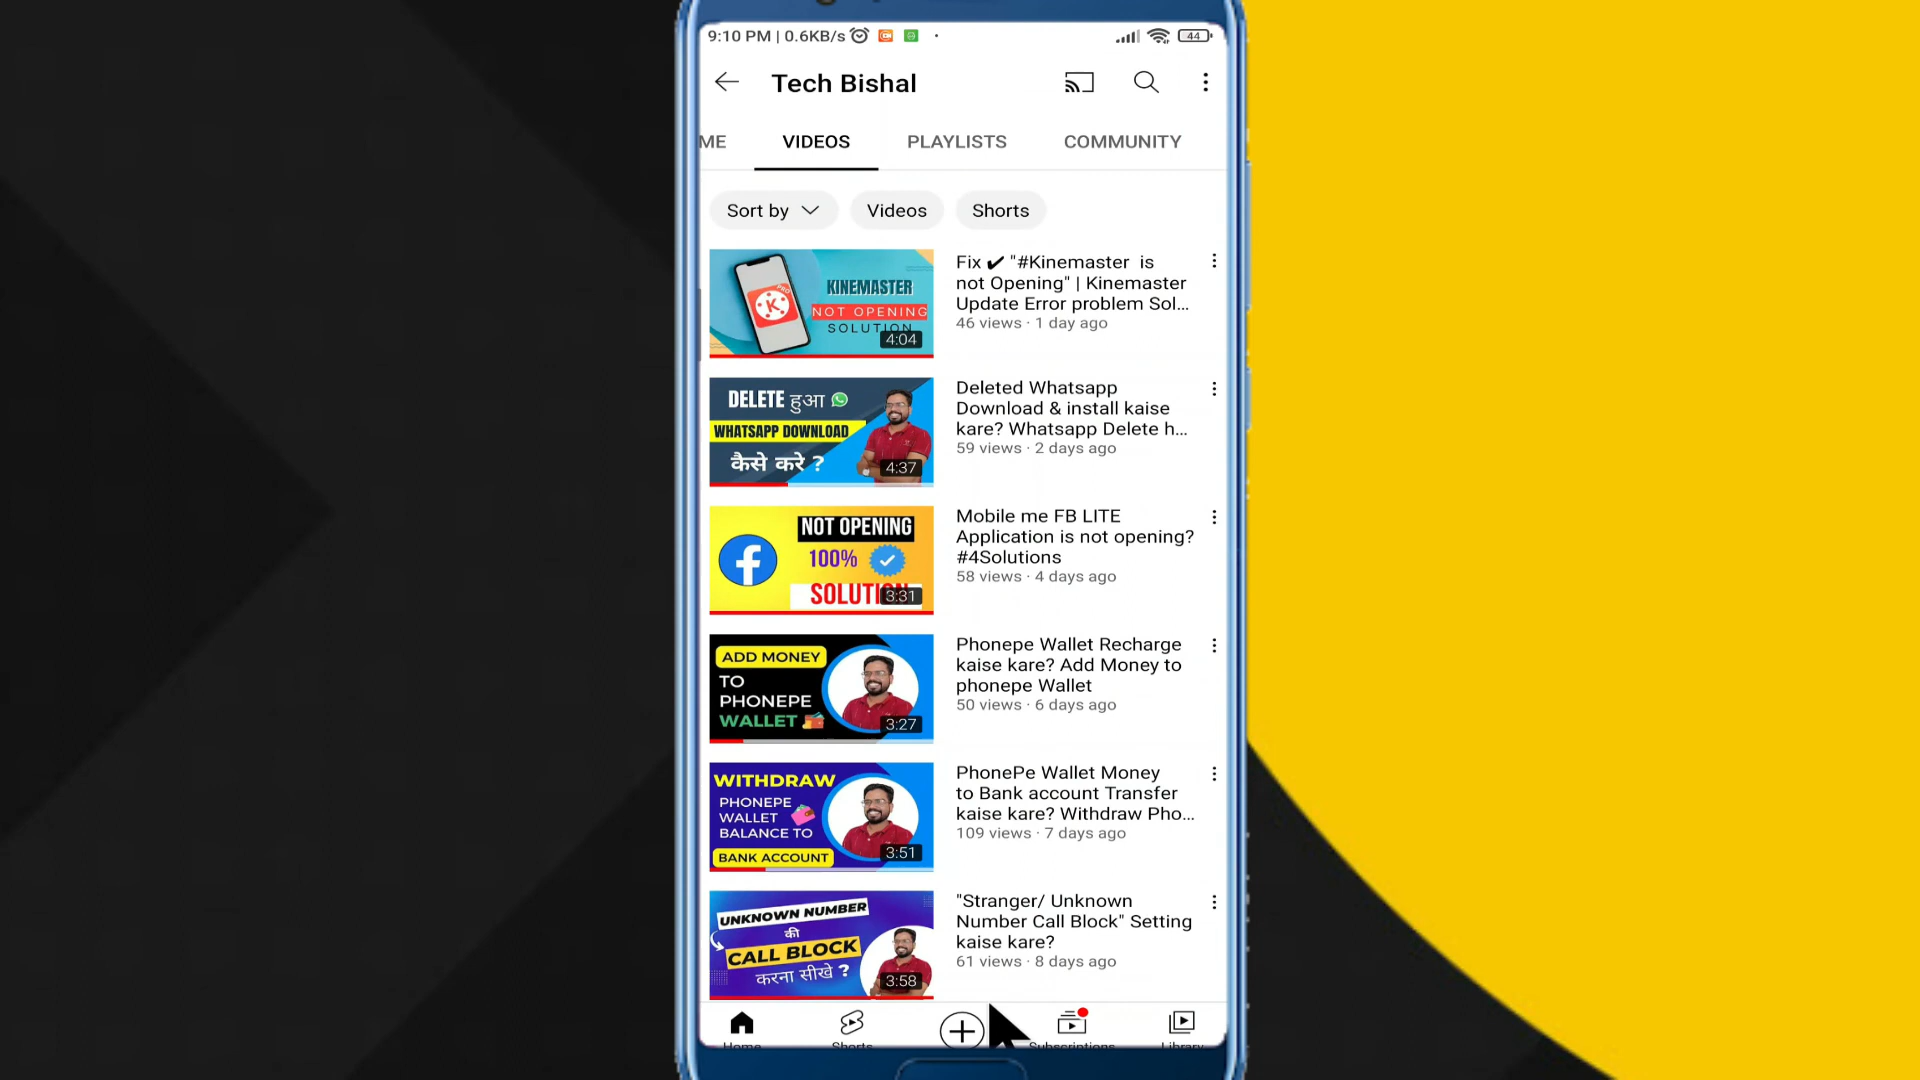 9:10 PM | 0.6KB/s
44
Tech Bishal
ME
VIDEOS
PLAYLISTS
COMMUNITY
Sort by
Videos
Shorts
KINEMASTER
NOT OPENING
SOLUTION
4:04
K
PRO
Fix ✔ "#Kinemaster is
not Opening" | Kinemaster
Update Error problem Sol...
46 views · 1 day ago
DELETE हुआ
WHATSAPP DOWNLOAD
कैसे करे ?
4:37
Deleted Whatsapp
Download & install kaise
kare? Whatsapp Delete h...
59 views · 2 days ago
NOT OPENING
100%
SOLUTION
3:31
Mobile me FB LITE
Application is not opening?
#4Solutions
58 views · 4 days ago
ADD MONEY
TO
PHONEPE
WALLET
3:27
Phonepe Wallet Recharge
kaise kare? Add Money to
phonepe Wallet
50 views · 6 days ago
WITHDRAW
PHONEPE
WALLET
BALANCE TO
BANK ACCOUNT
3:51
PhonePe Wallet Money
to Bank account Transfer
kaise kare? Withdraw Pho...
109 views · 7 days ago
UNKNOWN NUMBER
की
CALL BLOCK
करना सीखे ?
3:58
"Stranger/ Unknown
Number Call Block" Setting
kaise kare?
61 views · 8 days ago
Home
Shorts
Subscriptions
Library